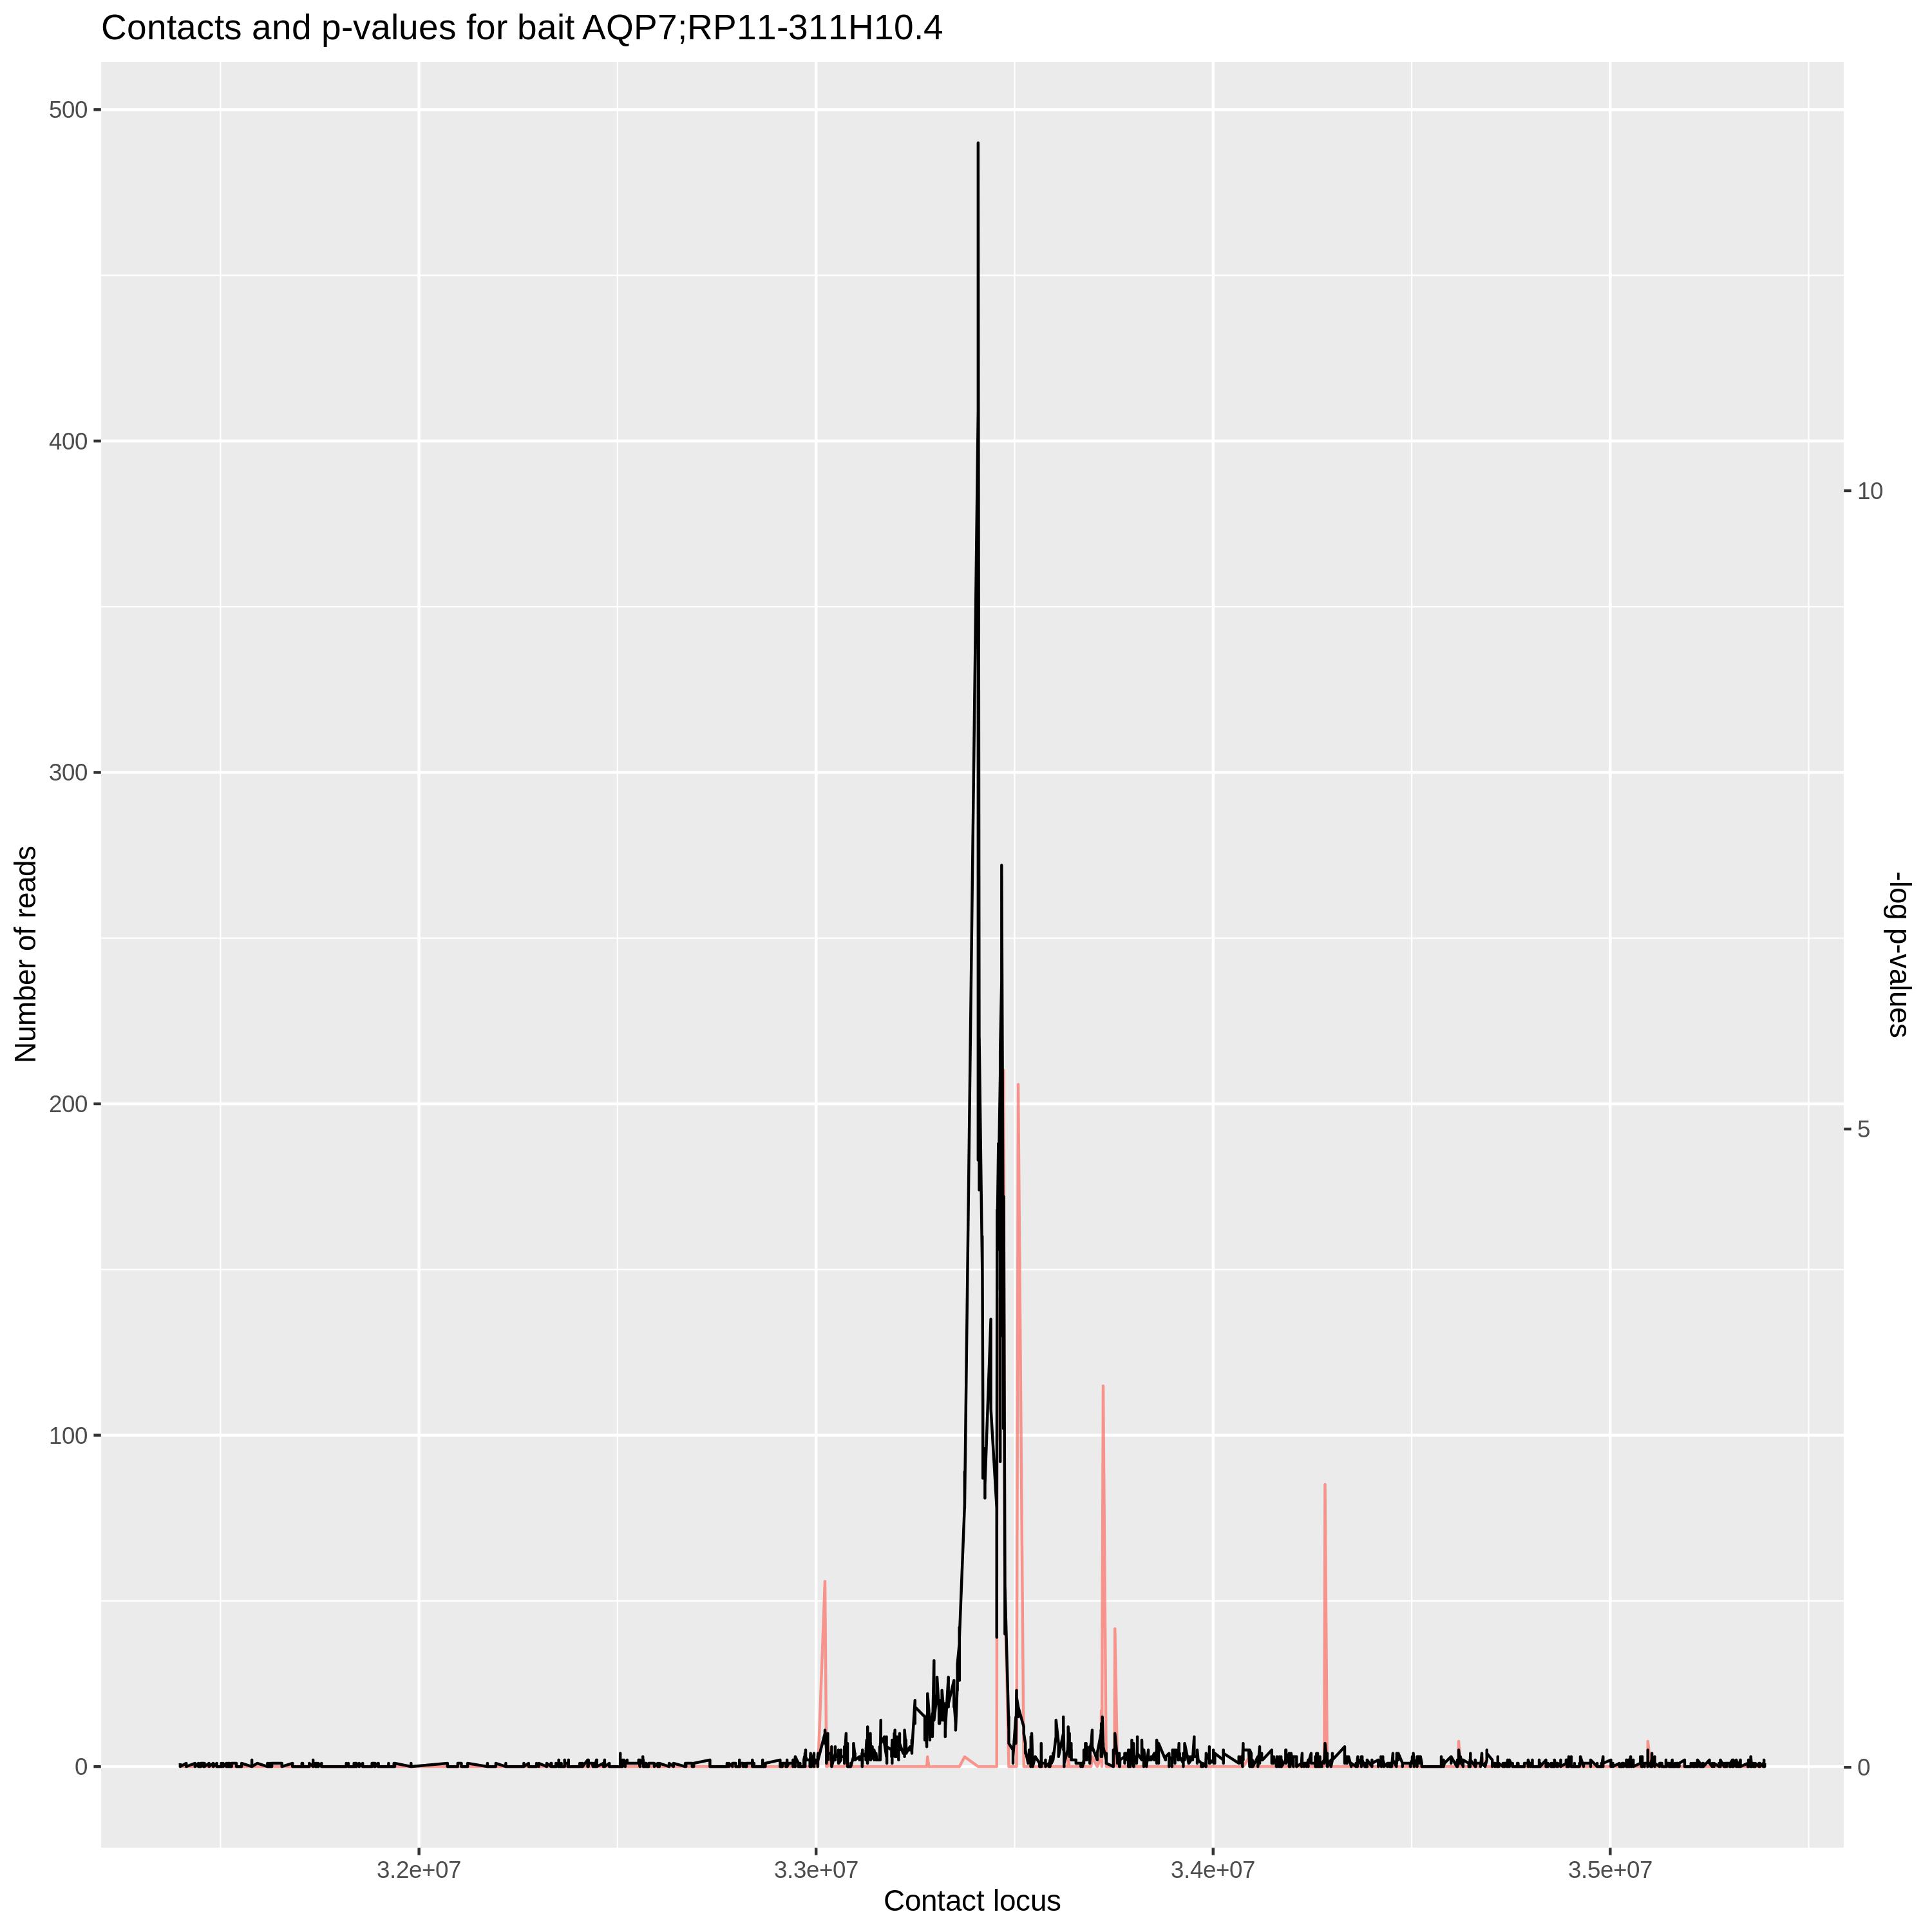 Contacts and p-values for bait AQP7;RP11-311H10.4
500
400
300
200
100
0
Number of reads
10
5
0
-log p-values
3.2e+07
3.3e+07
3.4e+07
3.5e+07
Contact locus